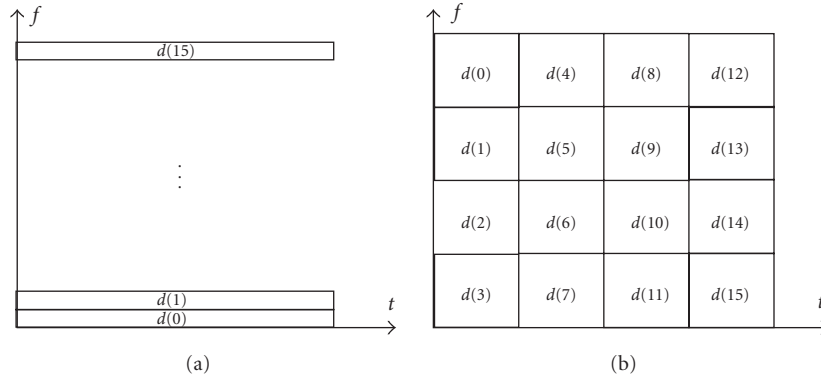 f
d(15)
⋮
d(1)
d(0)
t
(a)
f
d(0) d(4) d(8) d(12)
d(1) d(5) d(9) d(13)
d(2) d(6) d(10) d(14)
d(3) d(7) d(11) d(15)
t
(b)